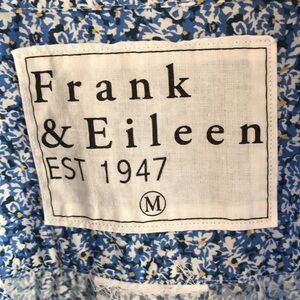 Frank
& Eileen
EST 1947
M